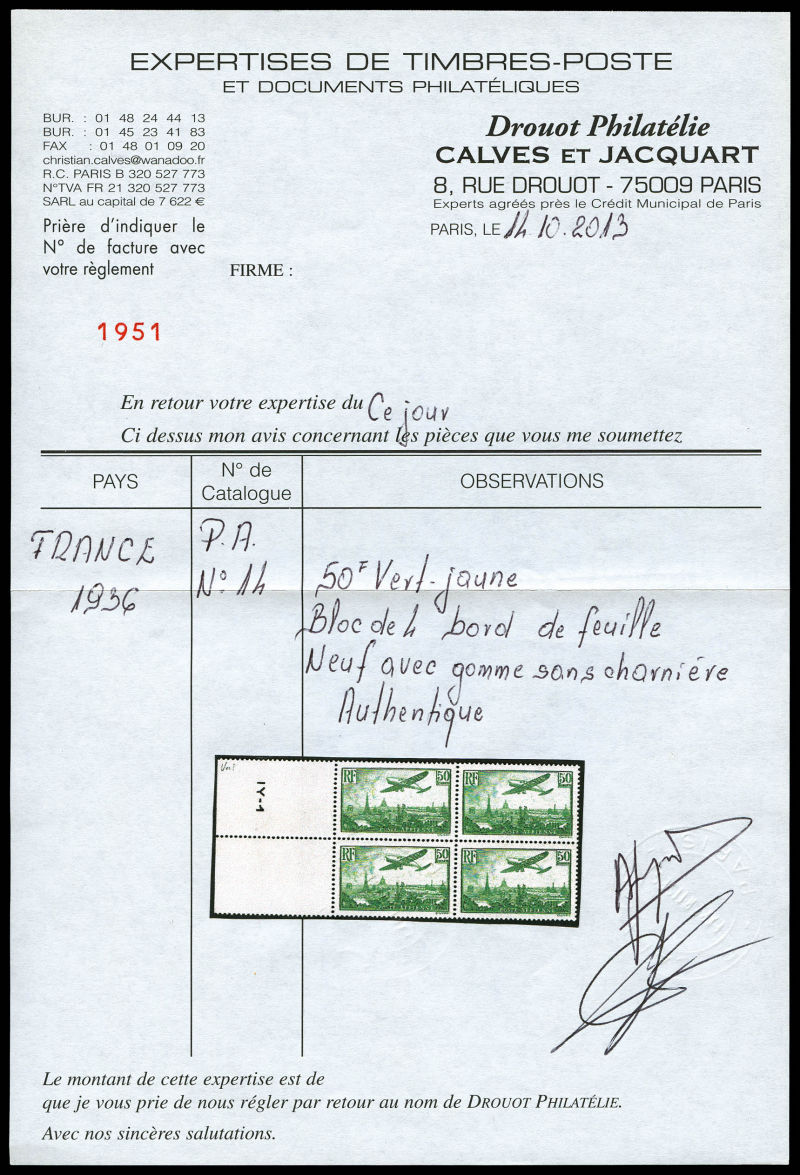 EXPERTISES DE TIMBRES-POSTE
ET DOCUMENTS PHILATÉLIQUES
BUR. : 01 48 24 44 13
BUR. : 01 45 23 41 83
FAX : 01 48 01 09 20
christian.calves@wanadoo.fr
R.C. PARIS B 320 527 773
N°TVA FR 21 320 527 773
SARL au capital de 7 622 €
Prière d'indiquer le
N° de facture avec
votre règlement
Drouot Philatélie
CALVES ET JACQUART
8, RUE DROUOT - 75009 PARIS
Experts agréés près le Crédit Municipal de Paris
PARIS, LE 14.10.2013
FIRME :
1951
En retour votre expertise du Ce jour
Ci dessus mon avis concernant les pièces que vous me soumettez
PAYS
N° de
Catalogue
OBSERVATIONS
FRANCE
1936
P.A.
N° 14
50F Vert-jaune
Bloc de 4 bord de feuille
Neuf avec gomme sans charnière
Authentique
IY-1
RF 50
POSTE AÉRIENNE
RF 50
POSTE AÉRIENNE
RF 50
POSTE AÉRIENNE
RF 50
POSTE AÉRIENNE
Le montant de cette expertise est de
que je vous prie de nous régler par retour au nom de DROUOT PHILATÉLIE.
Avec nos sincères salutations.